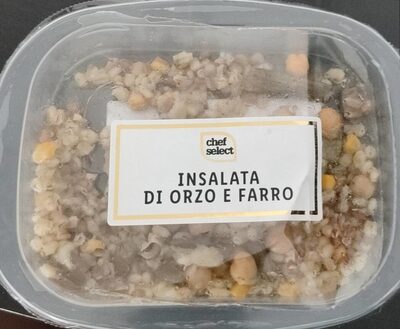 chef
select
INSALATA
DI ORZO E FARRO